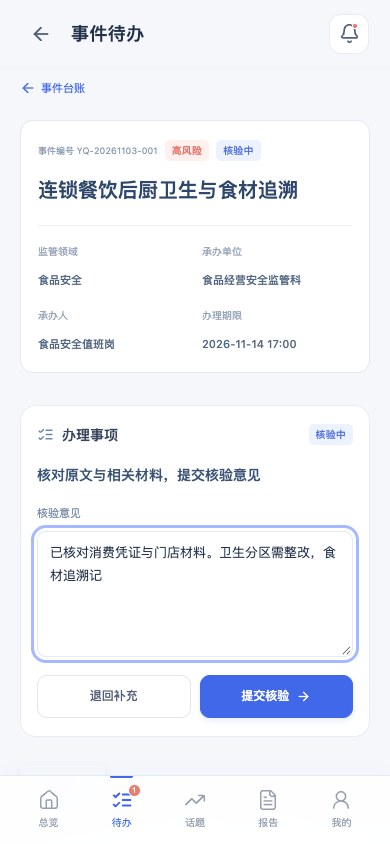 事件待办
事件台账
事件编号 YQ-20261103-001 高风险 核验中
连锁餐饮后厨卫生与食材追溯
监管领域 承办单位
食品安全 食品经营安全监管科
承办人 办理期限
食品安全值班岗 2026-11-14 17:00
办理事项 核验中
核对原文与相关材料，提交核验意见
核验意见
已核对消费凭证与门店材料。卫生分区需整改，食
材追溯记
退回补充 提交核验
1
总览 待办 话题 报告 我的